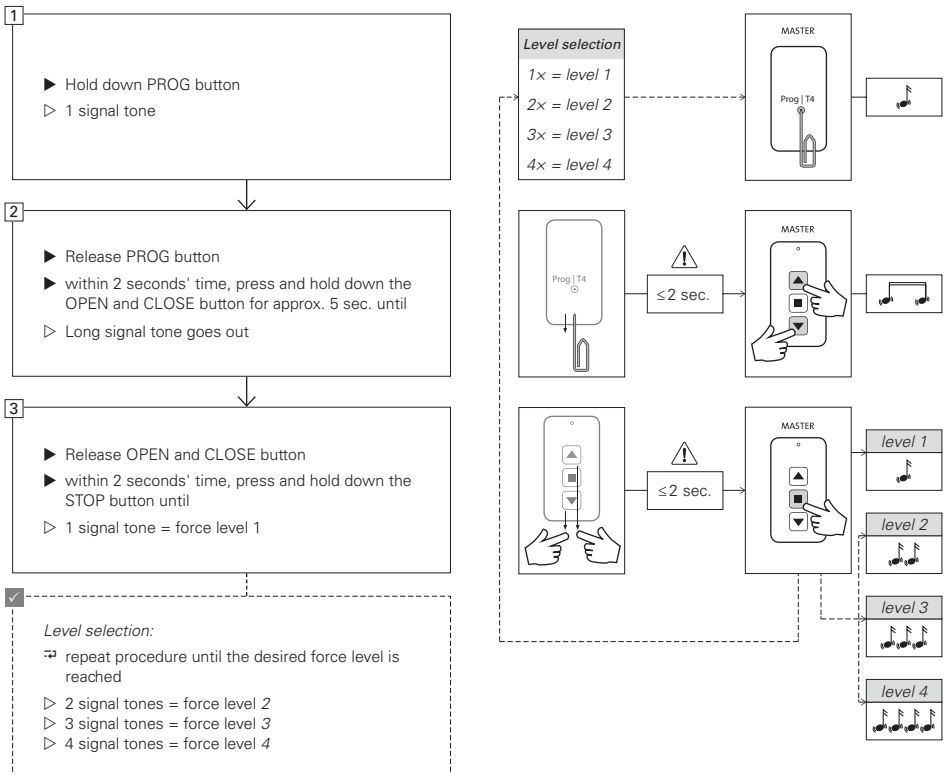 1
▶ Hold down PROG button
▷ 1 signal tone
2
▶ Release PROG button
▶ within 2 seconds' time, press and hold down the
OPEN and CLOSE button for approx. 5 sec. until
▷ Long signal tone goes out
3
▶ Release OPEN and CLOSE button
▶ within 2 seconds' time, press and hold down the
STOP button until
▷ 1 signal tone = force level 1
Level selection:
repeat procedure until the desired force level is
reached
▷ 2 signal tones = force level 2
▷ 3 signal tones = force level 3
▷ 4 signal tones = force level 4
Level selection
1× = level 1
2× = level 2
3× = level 3
4× = level 4
MASTER
Prog | T4
Prog | T4
≤2 sec.
MASTER
≤2 sec.
MASTER
level 1
level 2
level 3
level 4